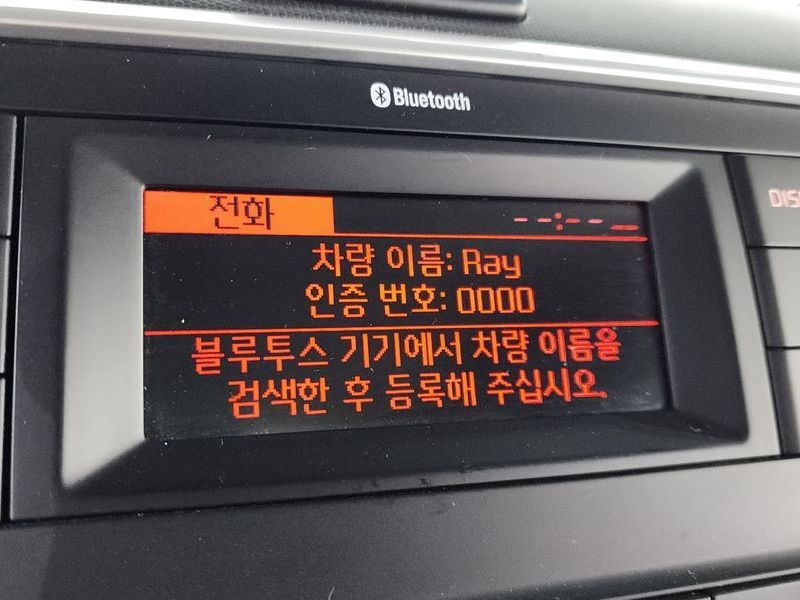 Bluetooth
전화
--:--
차량 이름: Ray
인증 번호: 0000
블루투스 기기에서 차량 이름을
검색한 후 등록해 주십시오.